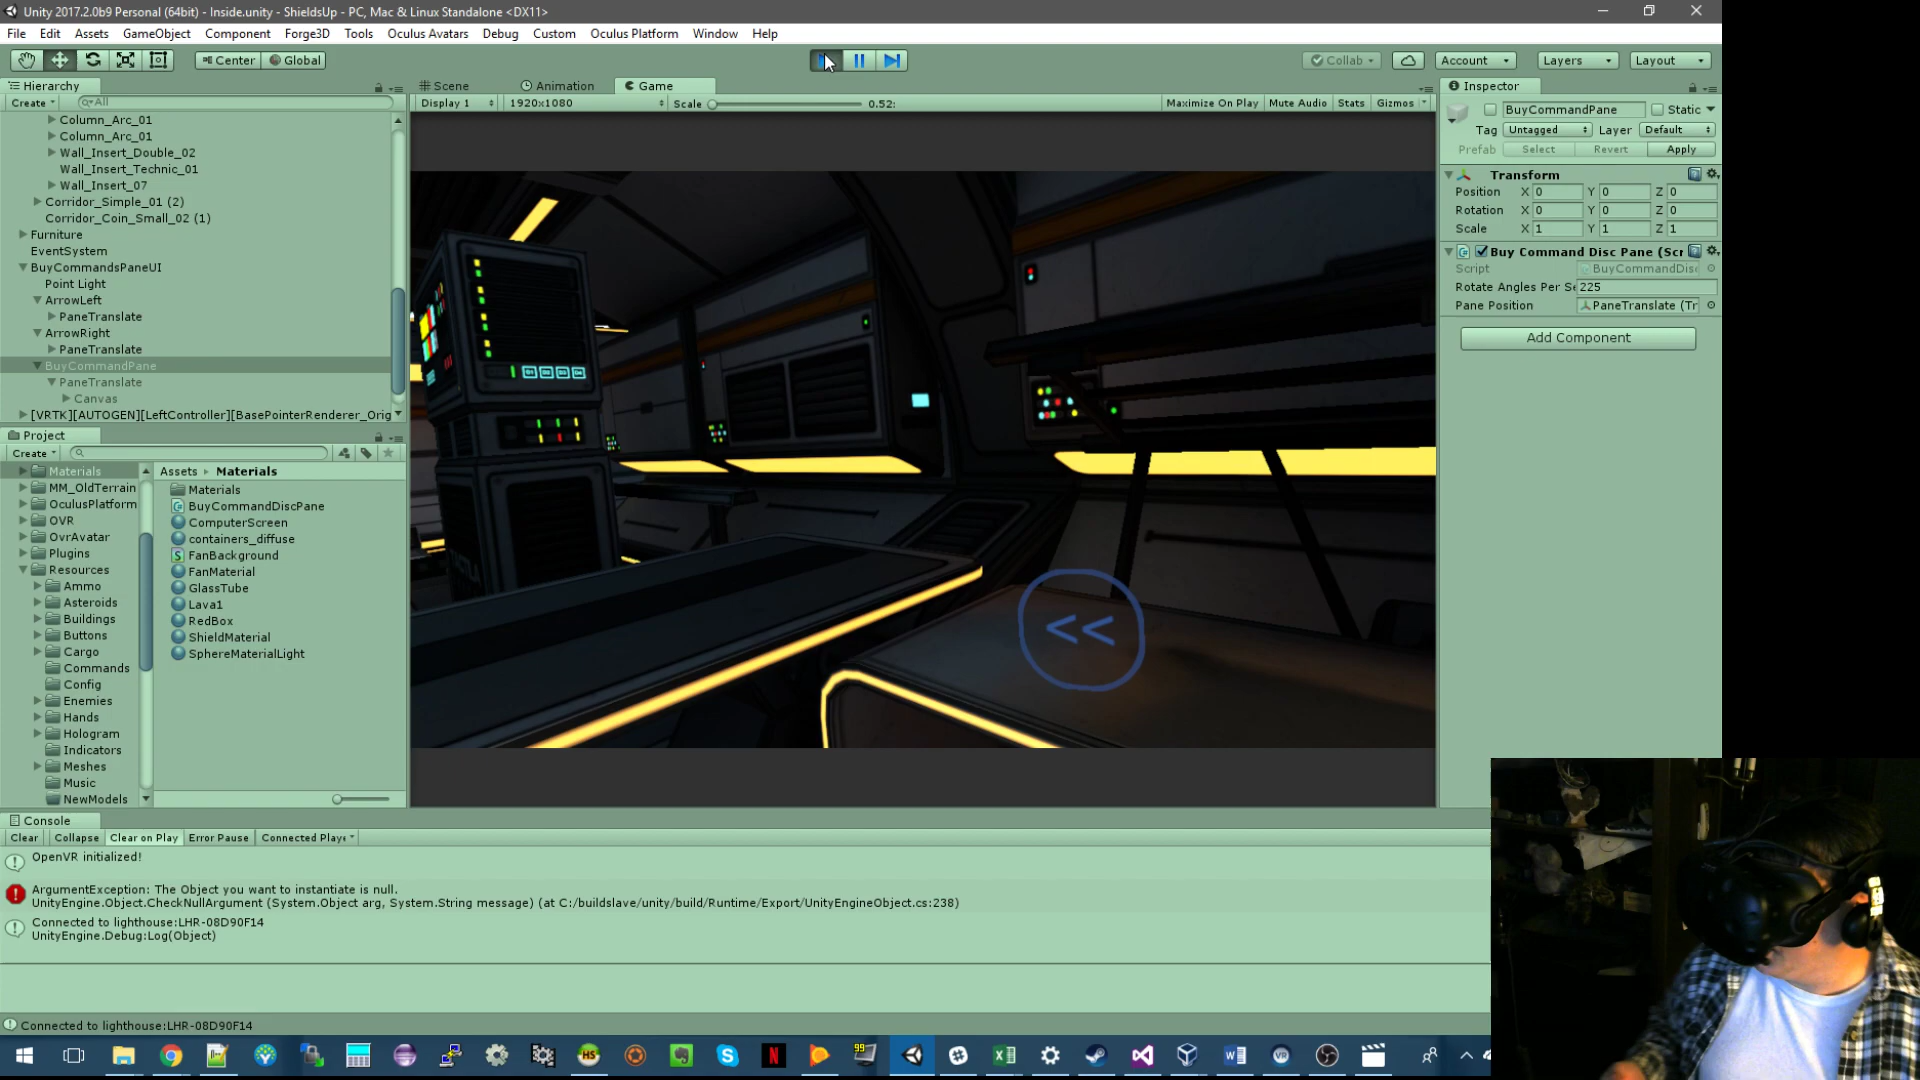 Unity 2017.2.0b9 Personal (64bit) - Inside.unity - ShieldsUp - PC, Mac & Linux Standalone <DX11>
File Edit Assets GameObject Component Forge3D Tools Oculus Avatars Debug Custom Oculus Platform Window Help
Center Global Collab Account Layers Layout
Hierarchy
Create All
Column_Arc_01
Column_Arc_01
Wall_Insert_Double_02
Wall_Insert_Technic_01
Wall_Insert_07
Corridor_Simple_01 (2)
Corridor_Coin_Small_02 (1)
Furniture
EventSystem
BuyCommandsPaneUI
Point Light
ArrowLeft
PaneTranslate
ArrowRight
PaneTranslate
BuyCommandPane
PaneTranslate
Canvas
[VRTK][AUTOGEN][LeftController][BasePointerRenderer_Orig
Project
Create
Materials
MM_OldTerrain
OculusPlatform
OVR
OvrAvatar
Plugins
Resources
Ammo
Asteroids
Buildings
Buttons
Cargo
Commands
Config
Enemies
Hands
Hologram
Indicators
Meshes
Music
NewModels
Assets Materials
Materials
BuyCommandDiscPane
ComputerScreen
containers_diffuse
FanBackground
FanMaterial
GlassTube
Lava1
RedBox
ShieldMaterial
SphereMaterialLight
Scene Animation Game
Display 1 1920x1080 Scale 0.52: Maximize On Play Mute Audio Stats Gizmos
<<
Inspector
BuyCommandPane Static
Tag Untagged Layer Default
Prefab Select Revert Apply
Transform
Position X 0 Y 0 Z 0
Rotation X 0 Y 0 Z 0
Scale X 1 Y 1 Z 1
Buy Command Disc Pane (Scr
Script BuyCommandDisc
Rotate Angles Per Se 225
Pane Position PaneTranslate (Tr
Add Component
Console
Clear Collapse Clear on Play Error Pause Connected Playe
OpenVR initialized!
ArgumentException: The Object you want to instantiate is null.
UnityEngine.Object.CheckNullArgument (System.Object arg, System.String message) (at C:/buildslave/unity/build/Runtime/Export/UnityEngineObject.cs:238)
Connected to lighthouse:LHR-08D90F14
UnityEngine.Debug:Log(Object)
Connected to lighthouse:LHR-08D90F14